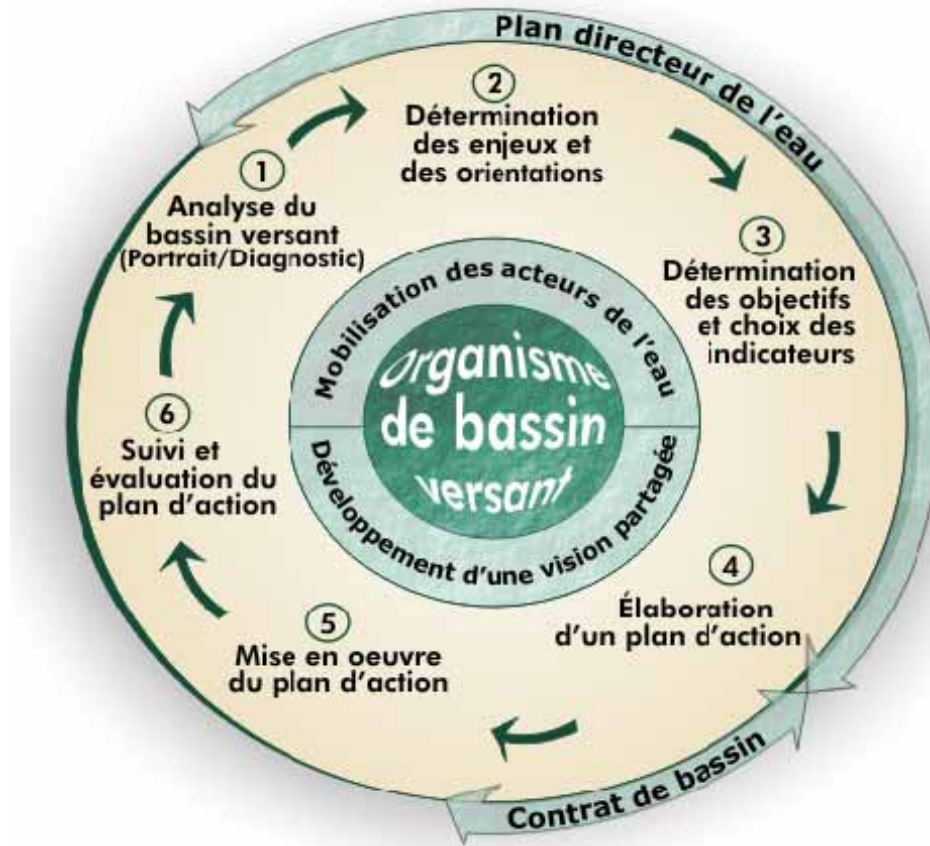 Plan directeur de l'eau
1
Analyse du
bassin versant
(Portrait/Diagnostic)
2
Détermination
des enjeux et
des orientations
3
Détermination
des objectifs
et choix des
indicateurs
4
Élaboration
d'un plan d'action
5
Mise en oeuvre
du plan d'action
6
Suivi et
évaluation du
plan d'action
Mobilisation des acteurs de l'eau
Organisme
de bassin
versant
Développement d'une vision partagée
Contrat de bassin